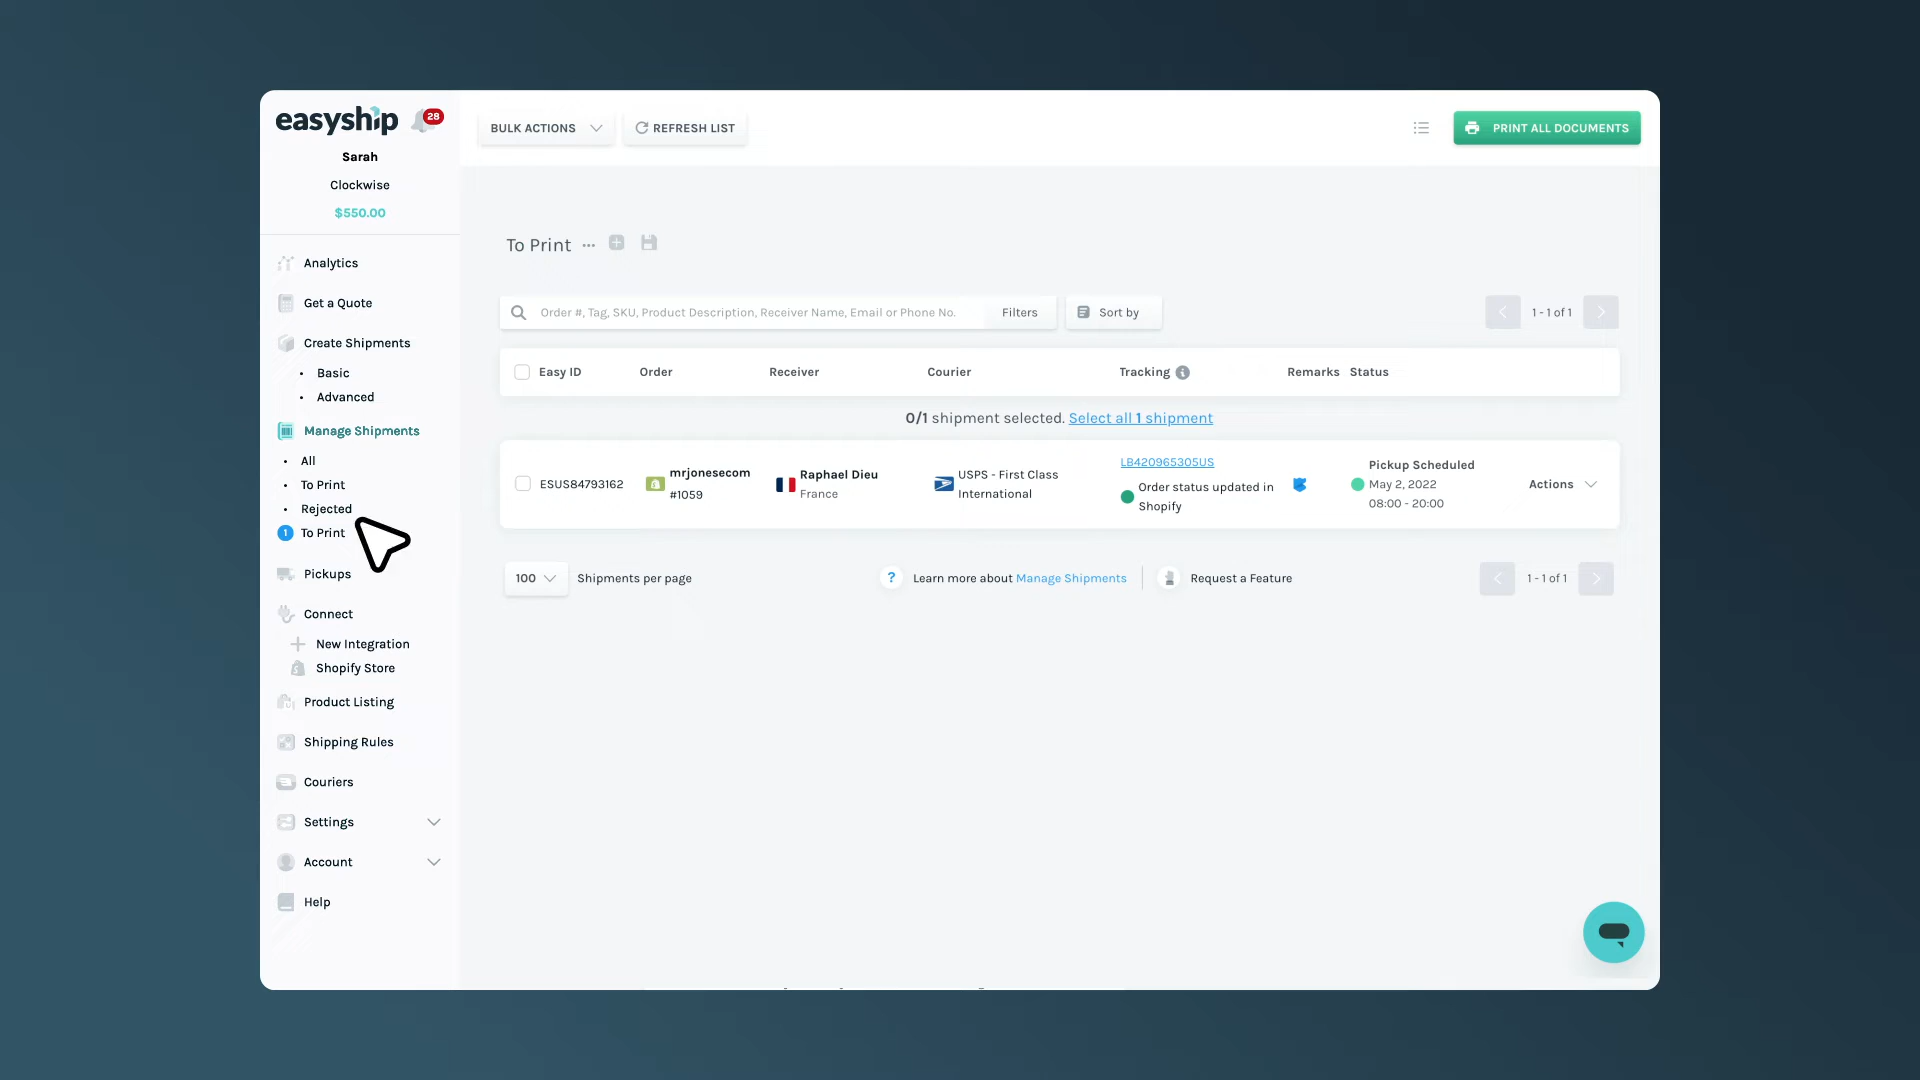 easyship
28
Sarah
Clockwise
$550.00
Analytics
Get a Quote
Create Shipments
Basic
Advanced
Manage Shipments
All
To Print
Rejected
1 To Print
Pickups
Connect
New Integration
Shopify Store
Product Listing
Shipping Rules
Couriers
Settings
Account
Help
BULK ACTIONS
REFRESH LIST
PRINT ALL DOCUMENTS
To Print ...
Order #, Tag, SKU, Product Description, Receiver Name, Email or Phone No.
Filters
Sort by
1 - 1 of 1
Easy ID Order Receiver Courier Tracking Remarks Status
0/1 shipment selected. Select all 1 shipment
ESUS84793162
mrjonesecom
#1059
Raphael Dieu
France
USPS - First Class
International
LB420965305US
Order status updated in
Shopify
Pickup Scheduled
May 2, 2022
08:00 - 20:00
Actions
100 Shipments per page
? Learn more about Manage Shipments
Request a Feature
1 - 1 of 1